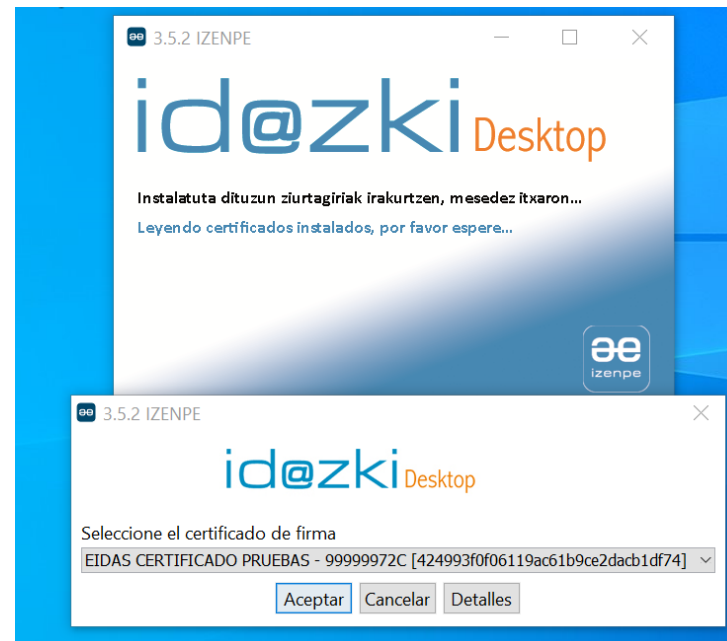 3.5.2 IZENPE
id@zki Desktop
Instalatuta dituzun ziurtagiriak irakurtzen, mesedez itxaron...
Leyendo certificados instalados, por favor espere...
izenpe
3.5.2 IZENPE
id@zki Desktop
Seleccione el certificado de firma
EIDAS CERTIFICADO PRUEBAS - 99999972C [424993f0f06119ac61b9ce2dacb1df74]
Aceptar Cancelar Detalles